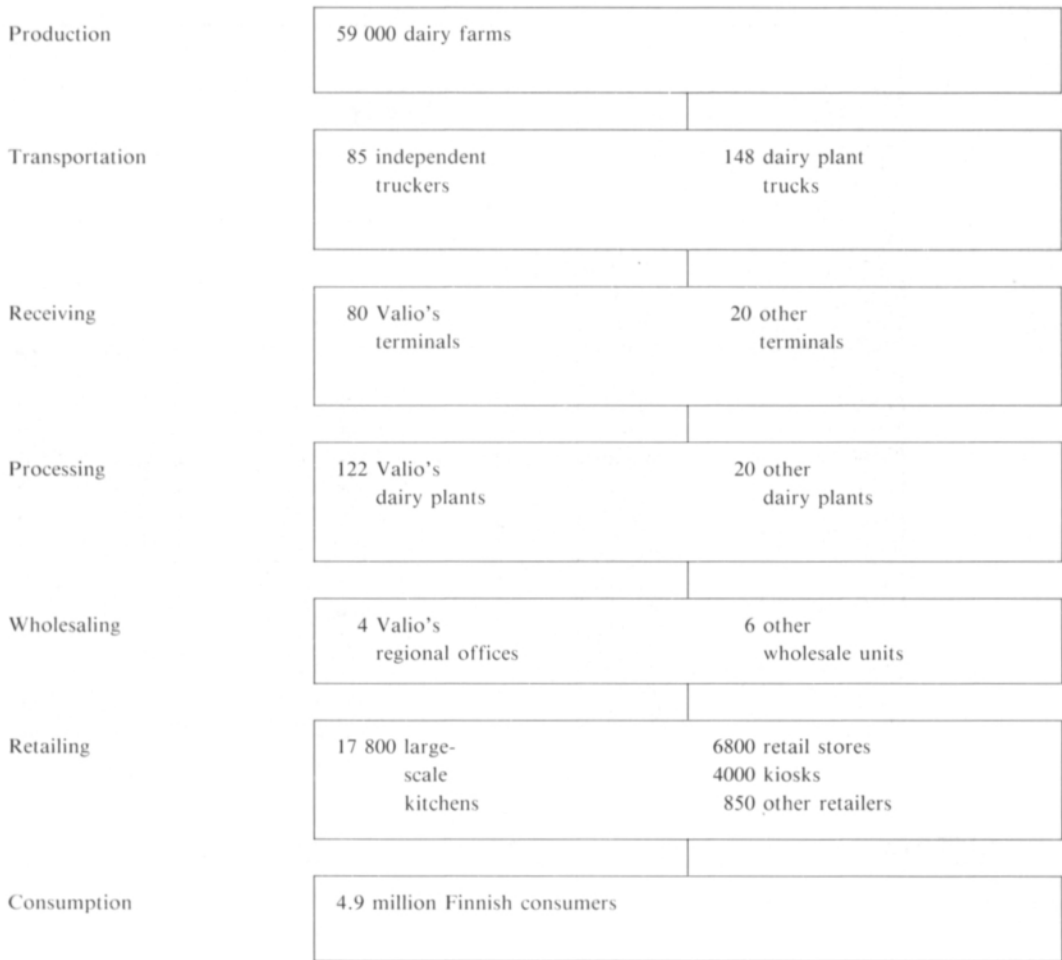 Production
59 000 dairy farms
Transportation
85 independent truckers
148 dairy plant trucks
Receiving
80 Valio's terminals
20 other terminals
Processing
122 Valio's dairy plants
20 other dairy plants
Wholesaling
4 Valio's regional offices
6 other wholesale units
Retailing
17 800 large-
scale
kitchens
6800 retail stores
4000 kiosks
850 other retailers
Consumption
4.9 million Finnish consumers